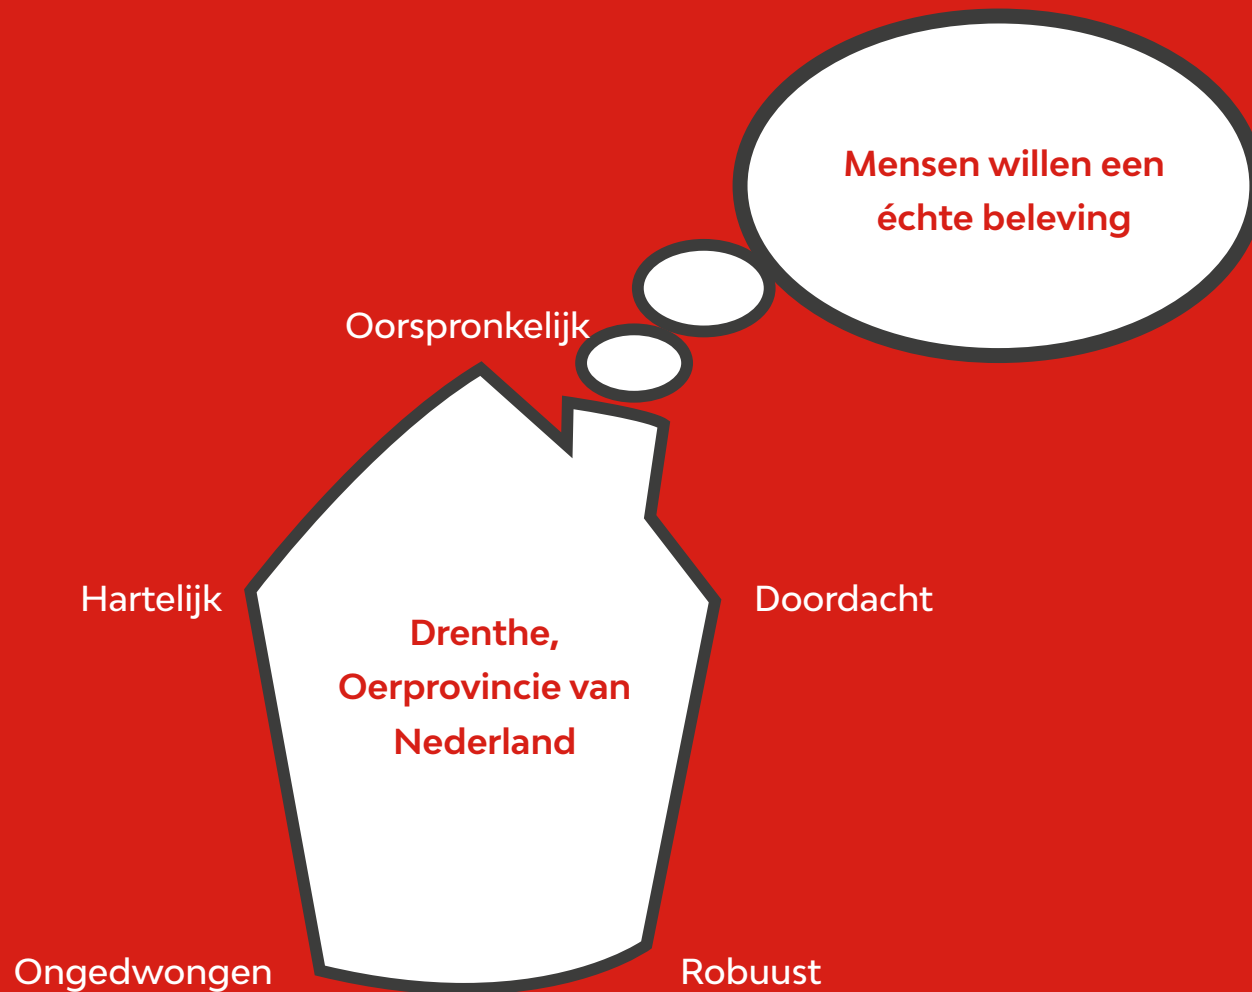 Mensen willen een
échte beleving
Oorspronkelijk
Hartelijk
Doordacht
Drenthe,
Oerprovincie van
Nederland
Ongedwongen
Robuust